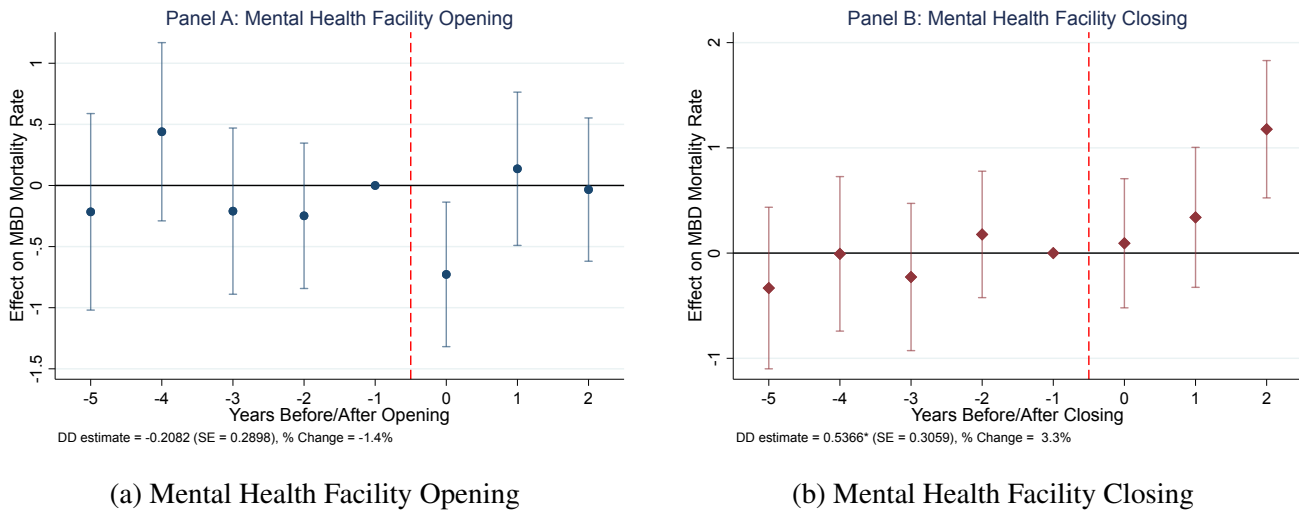 Panel A: Mental Health Facility Opening
Effect on MBD Mortality Rate
1
.5
0
-.5
-1
-1.5
-5 -4 -3 -2 -1 0 1 2
Years Before/After Opening
DD estimate = -0.2082 (SE = 0.2898), % Change = -1.4%
(a) Mental Health Facility Opening
Panel B: Mental Health Facility Closing
Effect on MBD Mortality Rate
2
1
0
-1
-5 -4 -3 -2 -1 0 1 2
Years Before/After Closing
DD estimate = 0.5366* (SE = 0.3059), % Change = 3.3%
(b) Mental Health Facility Closing